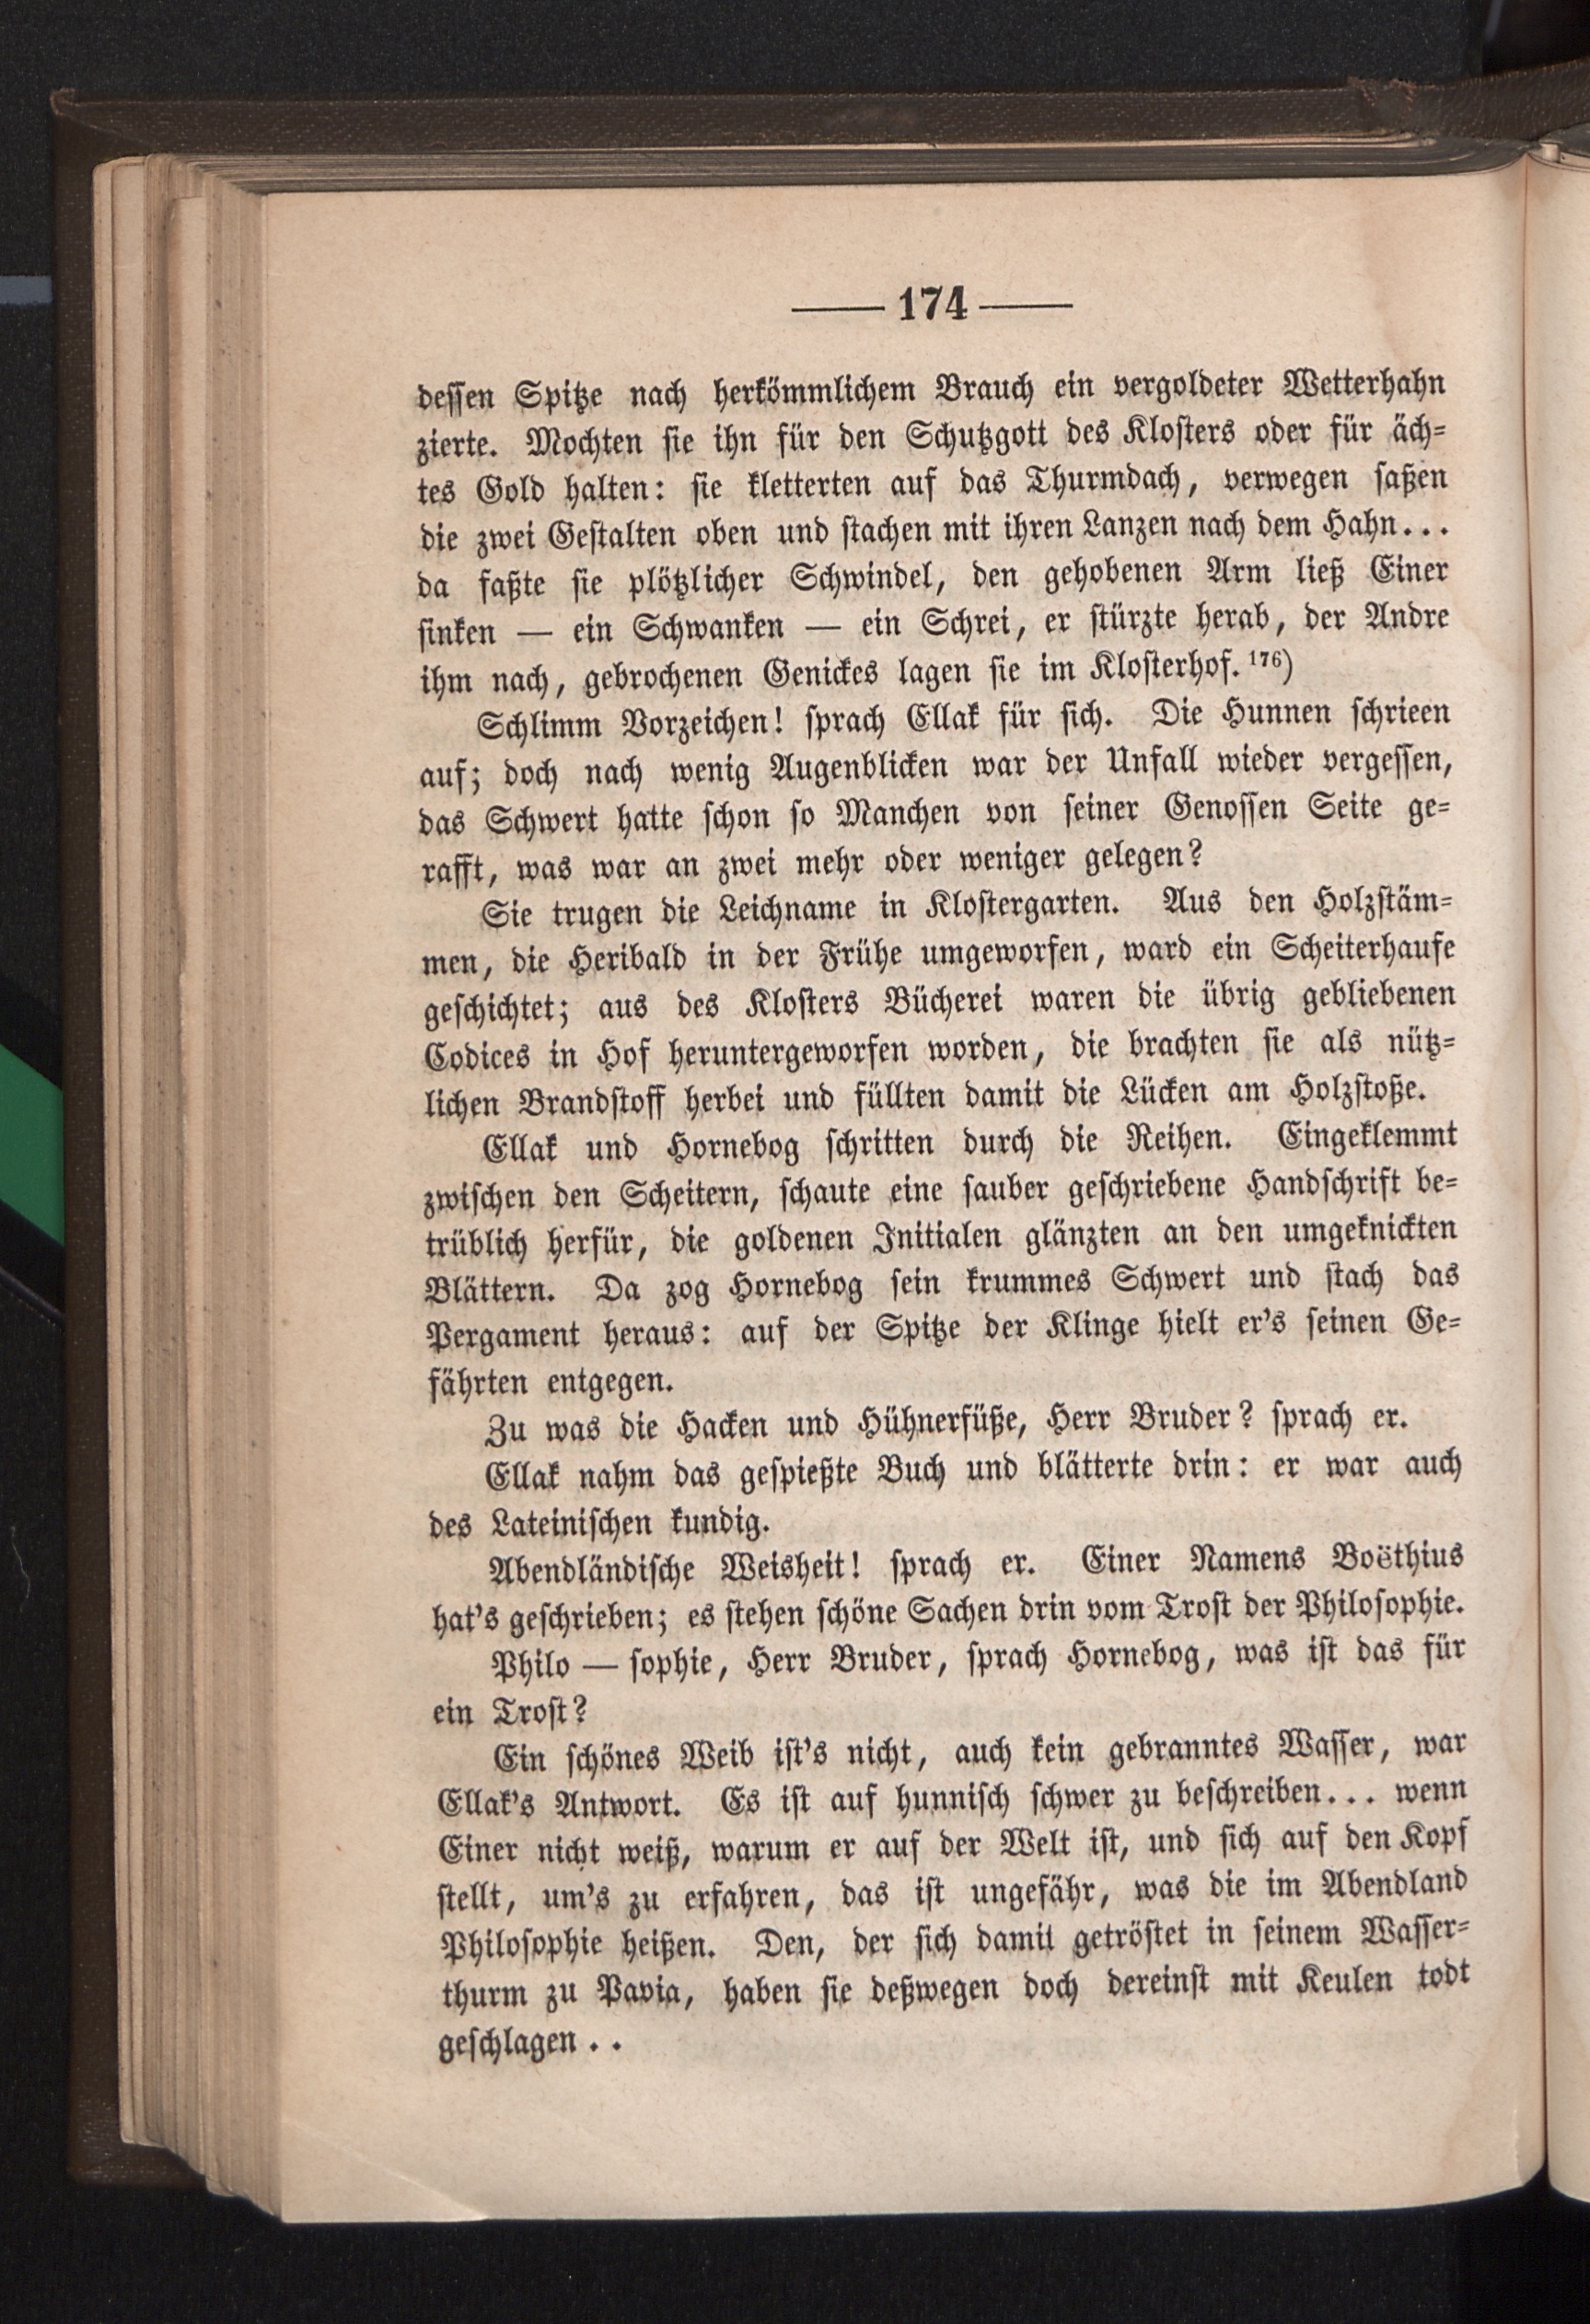 — 174 —
dessen Spitze nach herkömmlichem Brauch ein vergoldeter Wetterhahn
zierte. Mochten sie ihn für den Schutzgott des Klosters oder für äch-
tes Gold halten: sie kletterten auf das Thurmdach, verwegen saßen
die zwei Gestalten oben und stachen mit ihren Lanzen nach dem Hahn...
da faßte sie plötzlicher Schwindel, den gehobenen Arm ließ Einer
sinken — ein Schwanken — ein Schrei, er stürzte herab, der Andre
ihm nach, gebrochenen Genickes lagen sie im Klosterhof.¹⁷⁶)
Schlimm Vorzeichen! sprach Ellak für sich. Die Hunnen schrieen
auf; doch nach wenig Augenblicken war der Unfall wieder vergessen,
das Schwert hatte schon so Manchen von seiner Genossen Seite ge-
rafft, was war an zwei mehr oder weniger gelegen?
Sie trugen die Leichname in Klostergarten. Aus den Holzstäm-
men, die Heribald in der Frühe umgeworfen, ward ein Scheiterhaufe
geschichtet; aus des Klosters Bücherei waren die übrig gebliebenen
Codices in Hof heruntergeworfen worden, die brachten sie als nütz-
lichen Brandstoff herbei und füllten damit die Lücken am Holzstoße.
Ellak und Hornebog schritten durch die Reihen. Eingeklemmt
zwischen den Scheitern, schaute eine sauber geschriebene Handschrift be-
trüblich herfür, die goldenen Initialen glänzten an den umgeknickten
Blättern. Da zog Hornebog sein krummes Schwert und stach das
Pergament heraus: auf der Spitze der Klinge hielt er's seinen Ge-
fährten entgegen.
Zu was die Hacken und Hühnerfüße, Herr Bruder? sprach er.
Ellak nahm das gespießte Buch und blätterte drin: er war auch
des Lateinischen kundig.
Abendländische Weisheit! sprach er. Einer Namens Boëthius
hat's geschrieben; es stehen schöne Sachen drin vom Trost der Philosophie.
Philo — sophie, Herr Bruder, sprach Hornebog, was ist das für
ein Trost?
Ein schönes Weib ist's nicht, auch kein gebranntes Wasser, war
Ellak's Antwort. Es ist auf hunnisch schwer zu beschreiben... wenn
Einer nicht weiß, warum er auf der Welt ist, und sich auf den Kopf
stellt, um's zu erfahren, das ist ungefähr, was die im Abendland
Philosophie heißen. Den, der sich damit getröstet in seinem Wasser-
thurm zu Pavia, haben sie deßwegen doch dereinst mit Keulen todt
geschlagen..